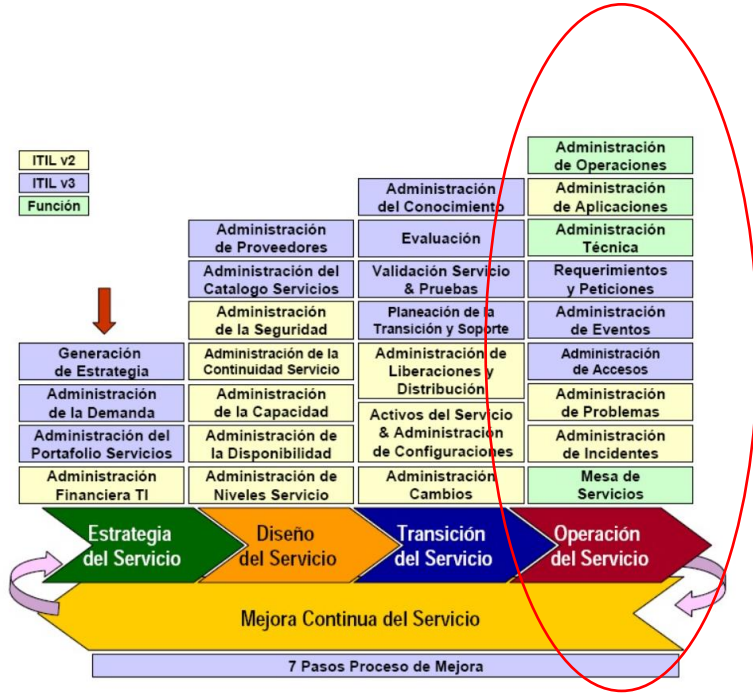 ITIL v2
ITIL v3
Función
Generación
de Estrategia
Administración
de la Demanda
Administración del
Portafolio Servicios
Administración
Financiera TI
Administración
de Proveedores
Administración del
Catalogo Servicios
Administración
de la Seguridad
Administración de la
Continuidad Servicio
Administración
de la Capacidad
Administración de
la Disponibilidad
Administración de
Niveles Servicio
Administración
del Conocimiento
Evaluación
Validación Servicio
& Pruebas
Planeación de la
Transición y Soporte
Administración de
Liberaciones y
Distribución
Activos del Servicio
& Administración
de Configuraciones
Administración
Cambios
Administración
de Operaciones
Administración
de Aplicaciones
Administración
Técnica
Requerimientos
y Peticiones
Administración
de Eventos
Administración
de Accesos
Administración
de Problemas
Administración
de Incidentes
Mesa de
Servicios
Estrategia
del Servicio
Diseño
del Servicio
Transición
del Servicio
Operación
del Servicio
Mejora Continua del Servicio
7 Pasos Proceso de Mejora